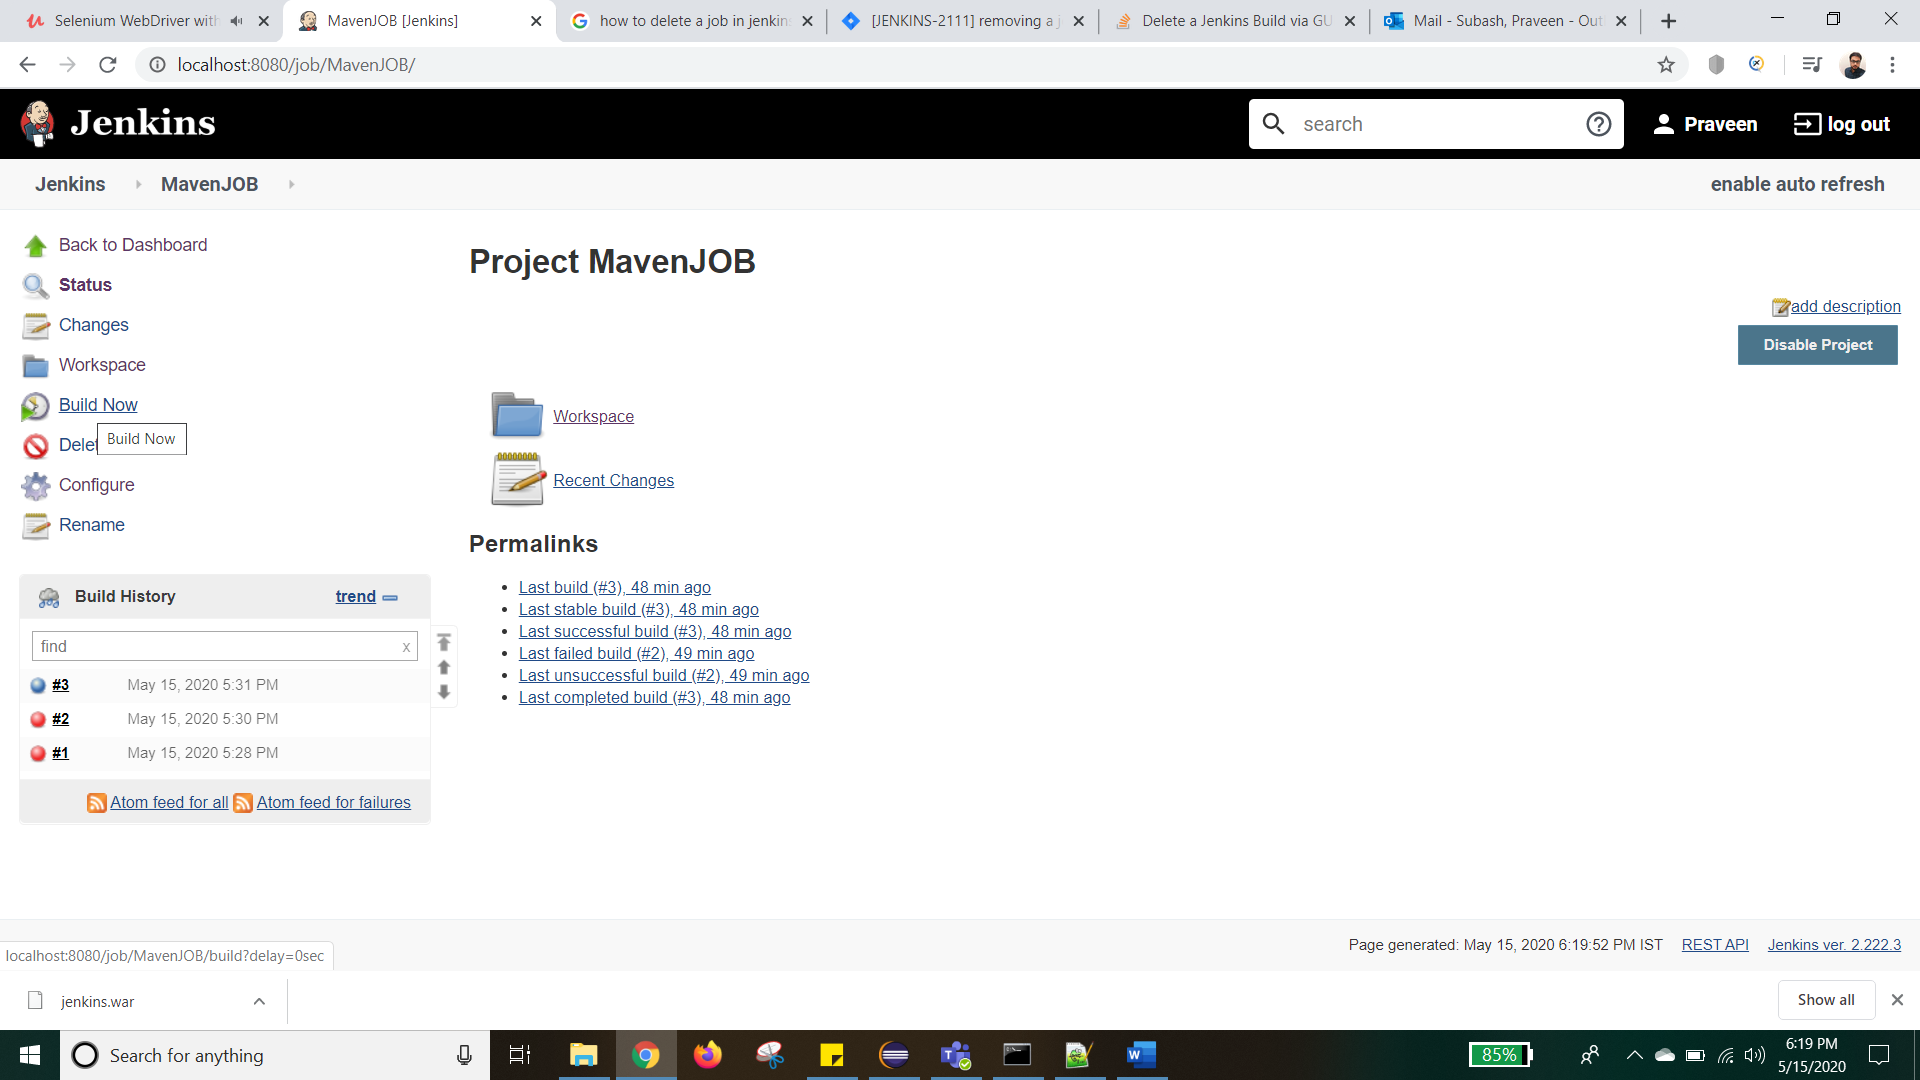 Selenium WebDriver with
MavenJOB [Jenkins]
how to delete a job in jenkins
[JENKINS-2111] removing a j
Delete a Jenkins Build via GU
Mail - Subash, Praveen - Out
localhost:8080/job/MavenJOB/
Jenkins
search
Praveen
log out
Jenkins
MavenJOB
enable auto refresh
Back to Dashboard
Status
Changes
Workspace
Build Now
Delet
Build Now
Configure
Rename
Project MavenJOB
add description
Disable Project
Workspace
Recent Changes
Permalinks
Last build (#3), 48 min ago
Last stable build (#3), 48 min ago
Last successful build (#3), 48 min ago
Last failed build (#2), 49 min ago
Last unsuccessful build (#2), 49 min ago
Last completed build (#3), 48 min ago
Build History
trend
find
x
#3 May 15, 2020 5:31 PM
#2 May 15, 2020 5:30 PM
#1 May 15, 2020 5:28 PM
Atom feed for all Atom feed for failures
Page generated: May 15, 2020 6:19:52 PM IST REST API Jenkins ver. 2.222.3
localhost:8080/job/MavenJOB/build?delay=0sec
jenkins.war
Show all
Search for anything
85%
6:19 PM
5/15/2020